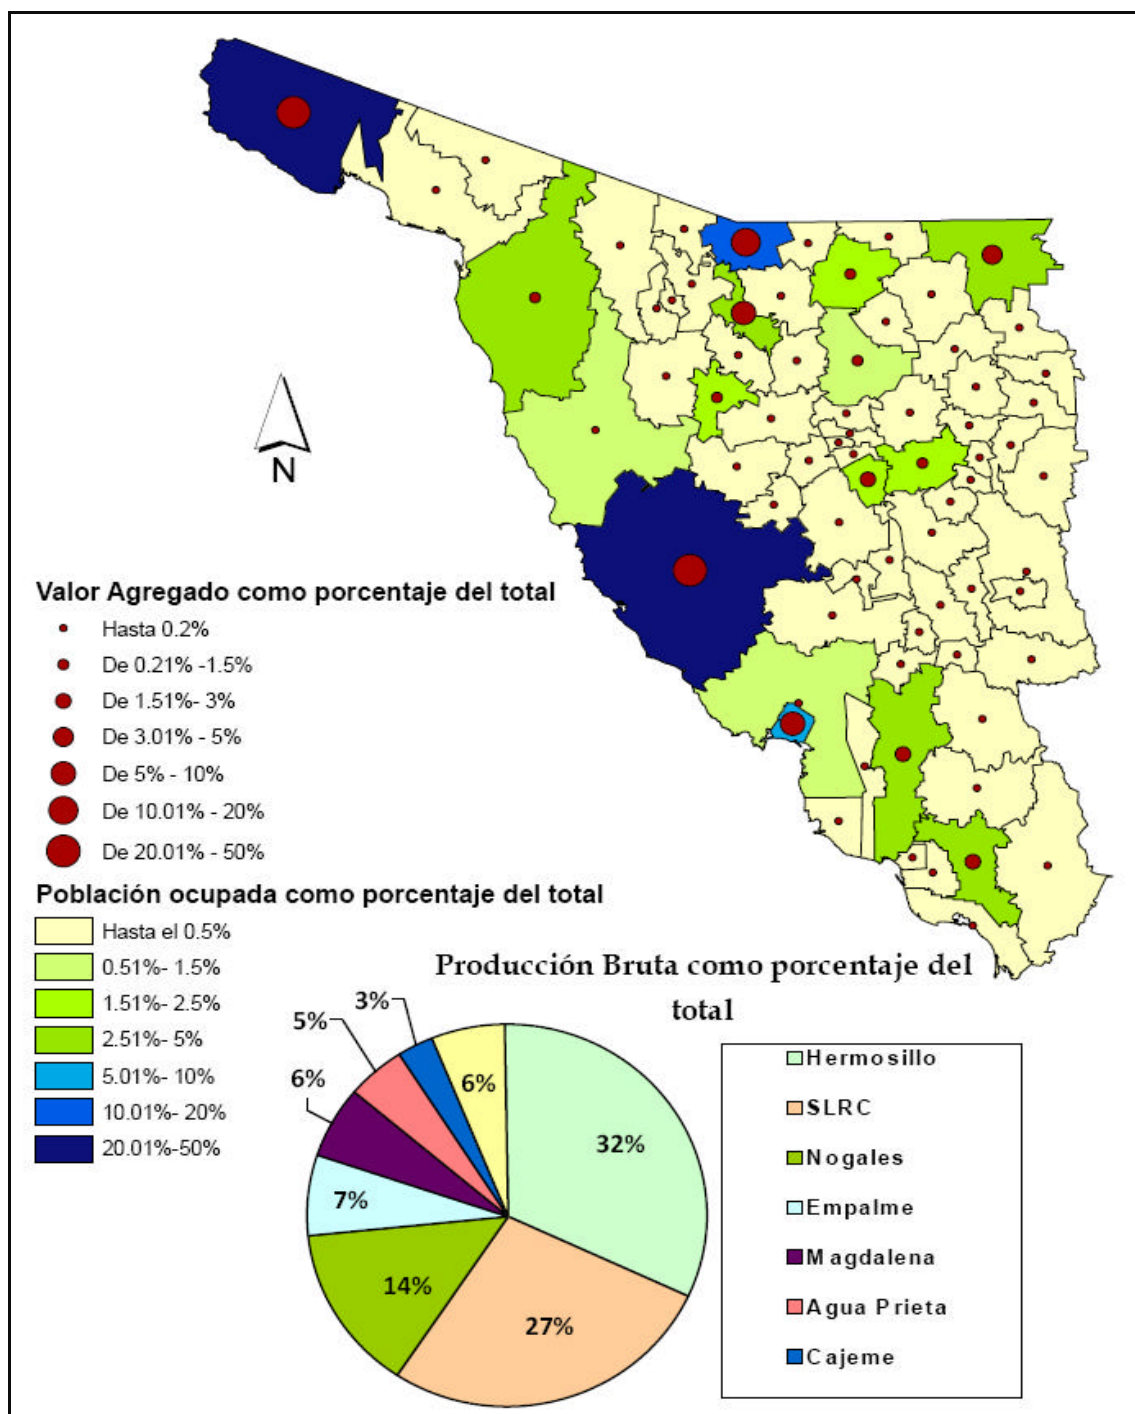 N
Valor Agregado como porcentaje del total
Hasta 0.2%
De 0.21% -1.5%
De 1.51%- 3%
De 3.01% - 5%
De 5% - 10%
De 10.01% - 20%
De 20.01% - 50%
Población ocupada como porcentaje del total
Hasta el 0.5%
0.51%- 1.5%
1.51%- 2.5%
2.51%- 5%
5.01%- 10%
10.01%- 20%
20.01%-50%
Producción Bruta como porcentaje del
total
3%
5%
6%
6%
32%
7%
14%
27%
Hermosillo
SLRC
Nogales
Empalme
Magdalena
Agua Prieta
Cajeme